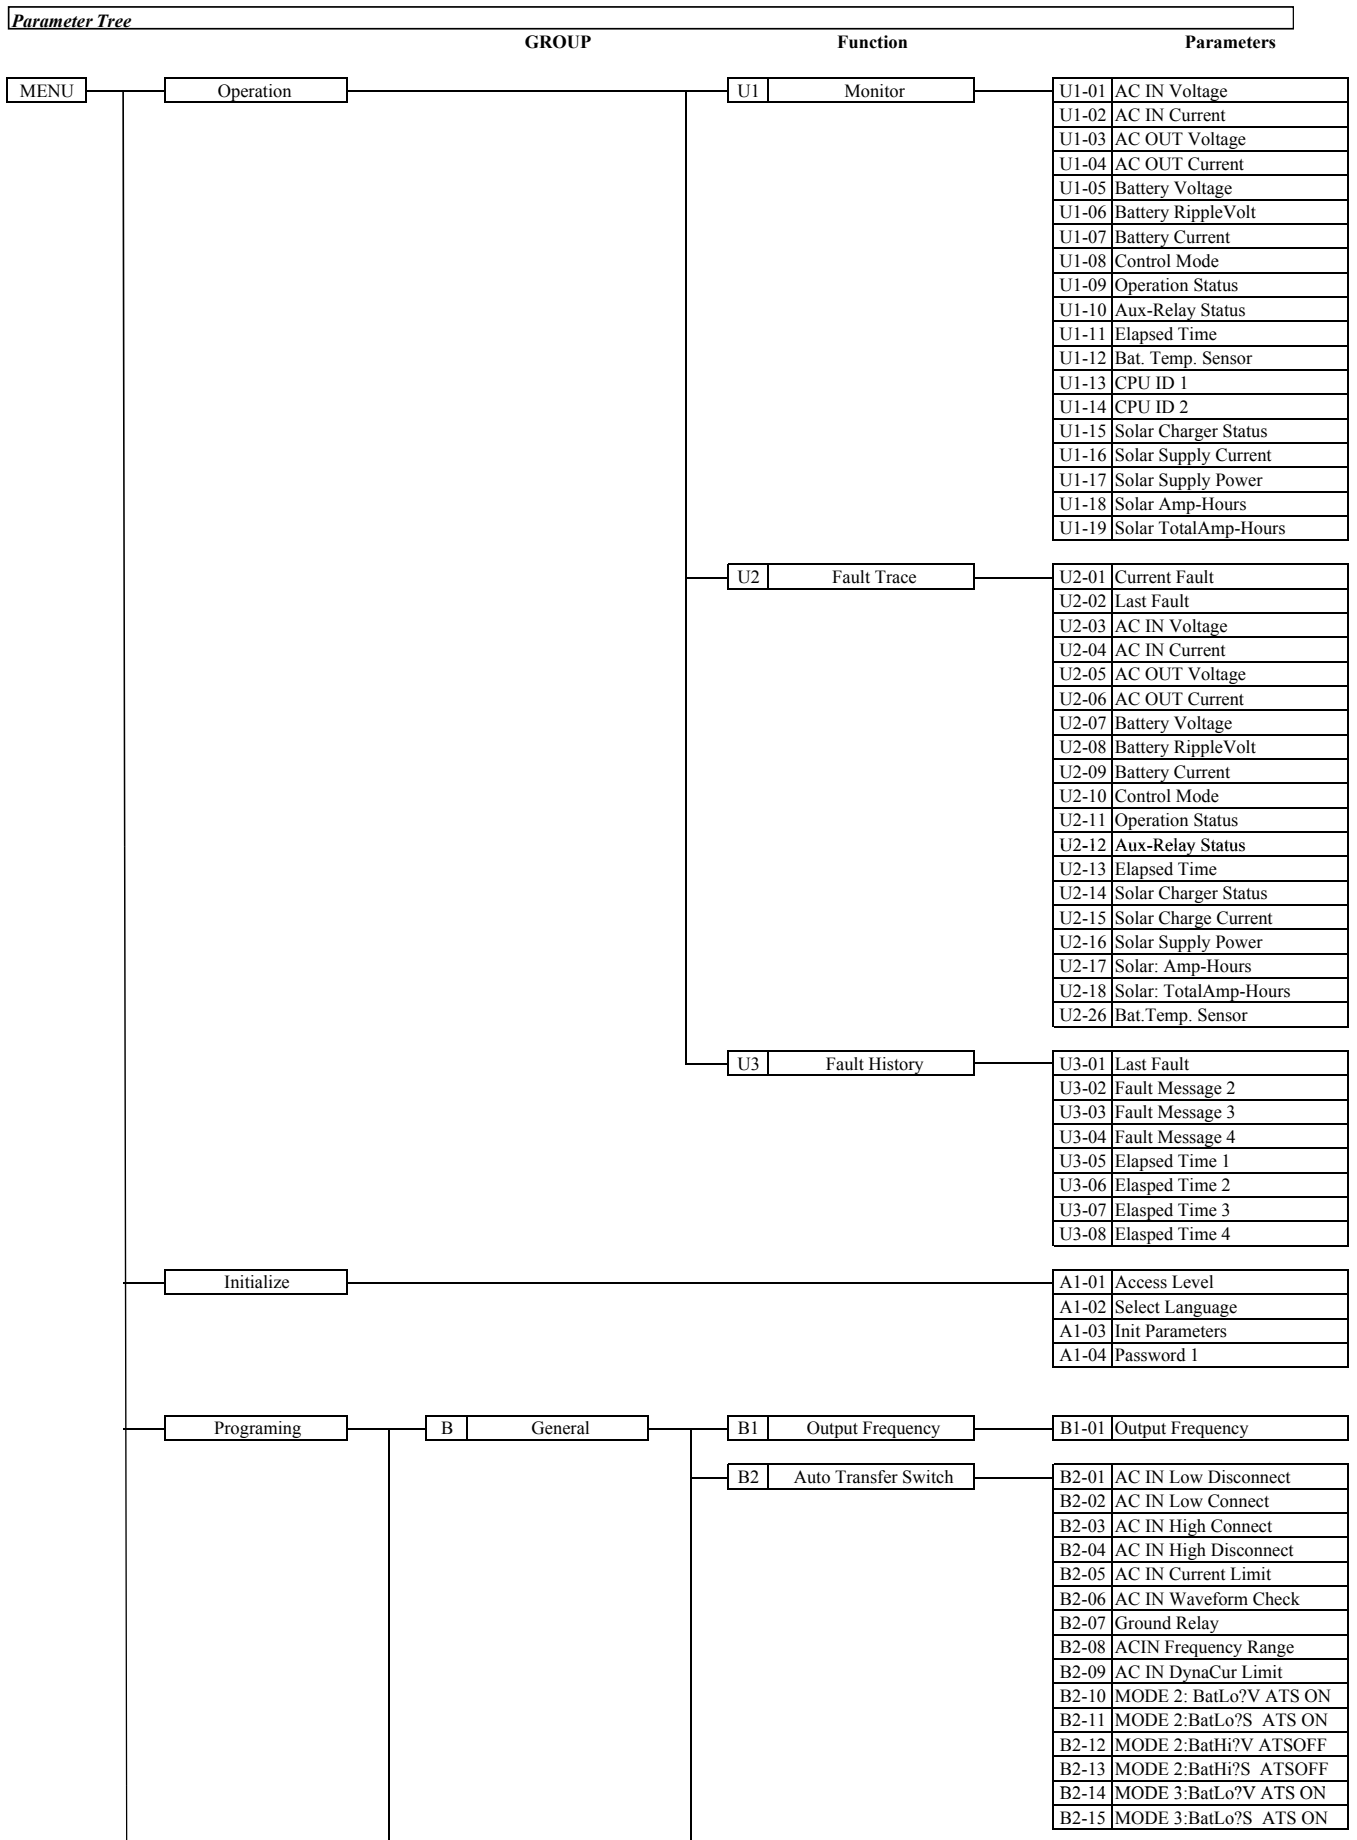 Parameter Tree
GROUP Function Parameters
MENU Operation U1 Monitor U1-01 AC IN Voltage
U1-02 AC IN Current
U1-03 AC OUT Voltage
U1-04 AC OUT Current
U1-05 Battery Voltage
U1-06 Battery RippleVolt
U1-07 Battery Current
U1-08 Control Mode
U1-09 Operation Status
U1-10 Aux-Relay Status
U1-11 Elapsed Time
U1-12 Bat. Temp. Sensor
U1-13 CPU ID 1
U1-14 CPU ID 2
U1-15 Solar Charger Status
U1-16 Solar Supply Current
U1-17 Solar Supply Power
U1-18 Solar Amp-Hours
U1-19 Solar TotalAmp-Hours
U2 Fault Trace U2-01 Current Fault
U2-02 Last Fault
U2-03 AC IN Voltage
U2-04 AC IN Current
U2-05 AC OUT Voltage
U2-06 AC OUT Current
U2-07 Battery Voltage
U2-08 Battery RippleVolt
U2-09 Battery Current
U2-10 Control Mode
U2-11 Operation Status
U2-12 Aux-Relay Status
U2-13 Elapsed Time
U2-14 Solar Charger Status
U2-15 Solar Charge Current
U2-16 Solar Supply Power
U2-17 Solar: Amp-Hours
U2-18 Solar: TotalAmp-Hours
U2-26 Bat.Temp. Sensor
U3 Fault History U3-01 Last Fault
U3-02 Fault Message 2
U3-03 Fault Message 3
U3-04 Fault Message 4
U3-05 Elapsed Time 1
U3-06 Elasped Time 2
U3-07 Elasped Time 3
U3-08 Elasped Time 4
Initialize A1-01 Access Level
A1-02 Select Language
A1-03 Init Parameters
A1-04 Password 1
Programing B General B1 Output Frequency B1-01 Output Frequency
B2 Auto Transfer Switch B2-01 AC IN Low Disconnect
B2-02 AC IN Low Connect
B2-03 AC IN High Connect
B2-04 AC IN High Disconnect
B2-05 AC IN Current Limit
B2-06 AC IN Waveform Check
B2-07 Ground Relay
B2-08 ACIN Frequency Range
B2-09 AC IN DynaCur Limit
B2-10 MODE 2: BatLo?V ATS ON
B2-11 MODE 2:BatLo?S ATS ON
B2-12 MODE 2:BatHi?V ATSOFF
B2-13 MODE 2:BatHi?S ATSOFF
B2-14 MODE 3:BatLo?V ATS ON
B2-15 MODE 3:BatLo?S ATS ON